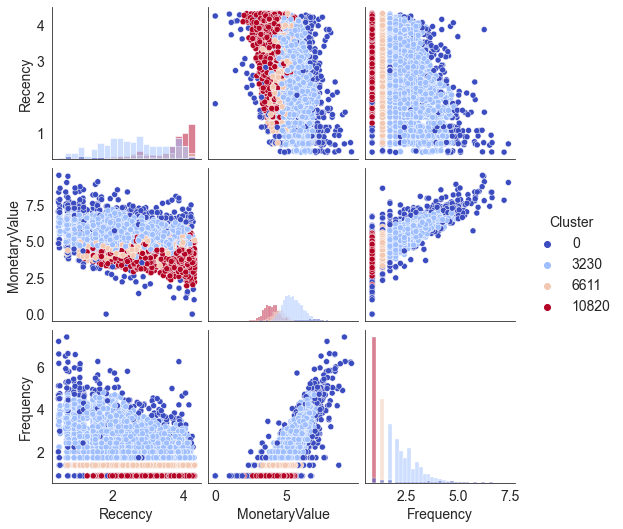 4
3
2
1
Recency
7.5
5.0
2.5
0.0
MonetaryValue
6
4
2
Frequency
2 4
Recency
0 5
MonetaryValue
2.5 5.0 7.5
Frequency
Cluster
0
3230
6611
10820